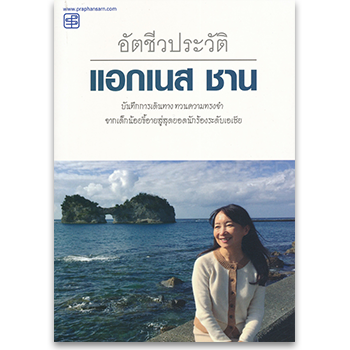 www.praphansarn.com
อัตชีวประวัติ
แอกเนส ชาน
บันทึกการเดินทาง ทวนความทรงจำ
จากเด็กน้อยขี้อายสู่สุดยอดนักร้องระดับเอเชีย